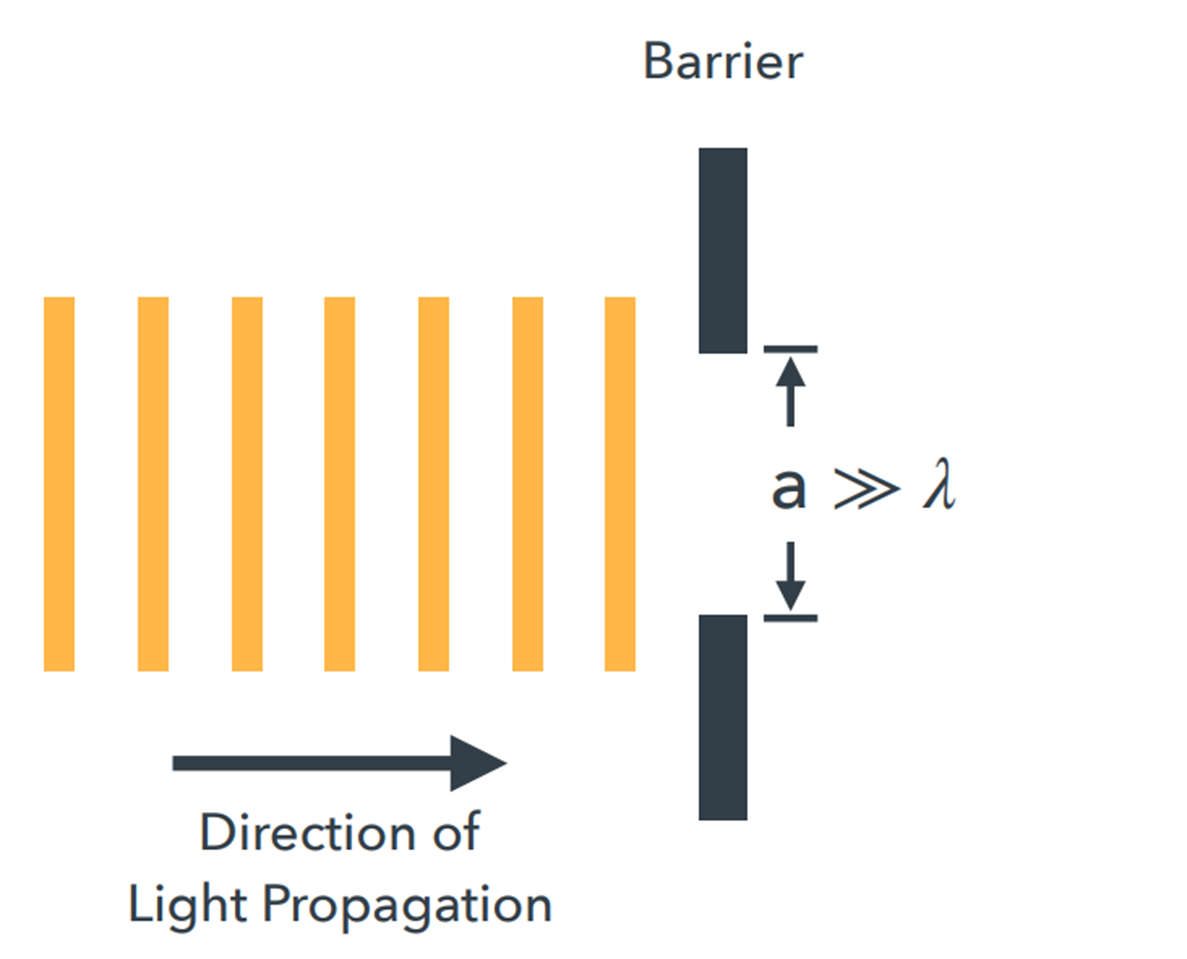 Barrier
a ≫ λ
Direction of
Light Propagation